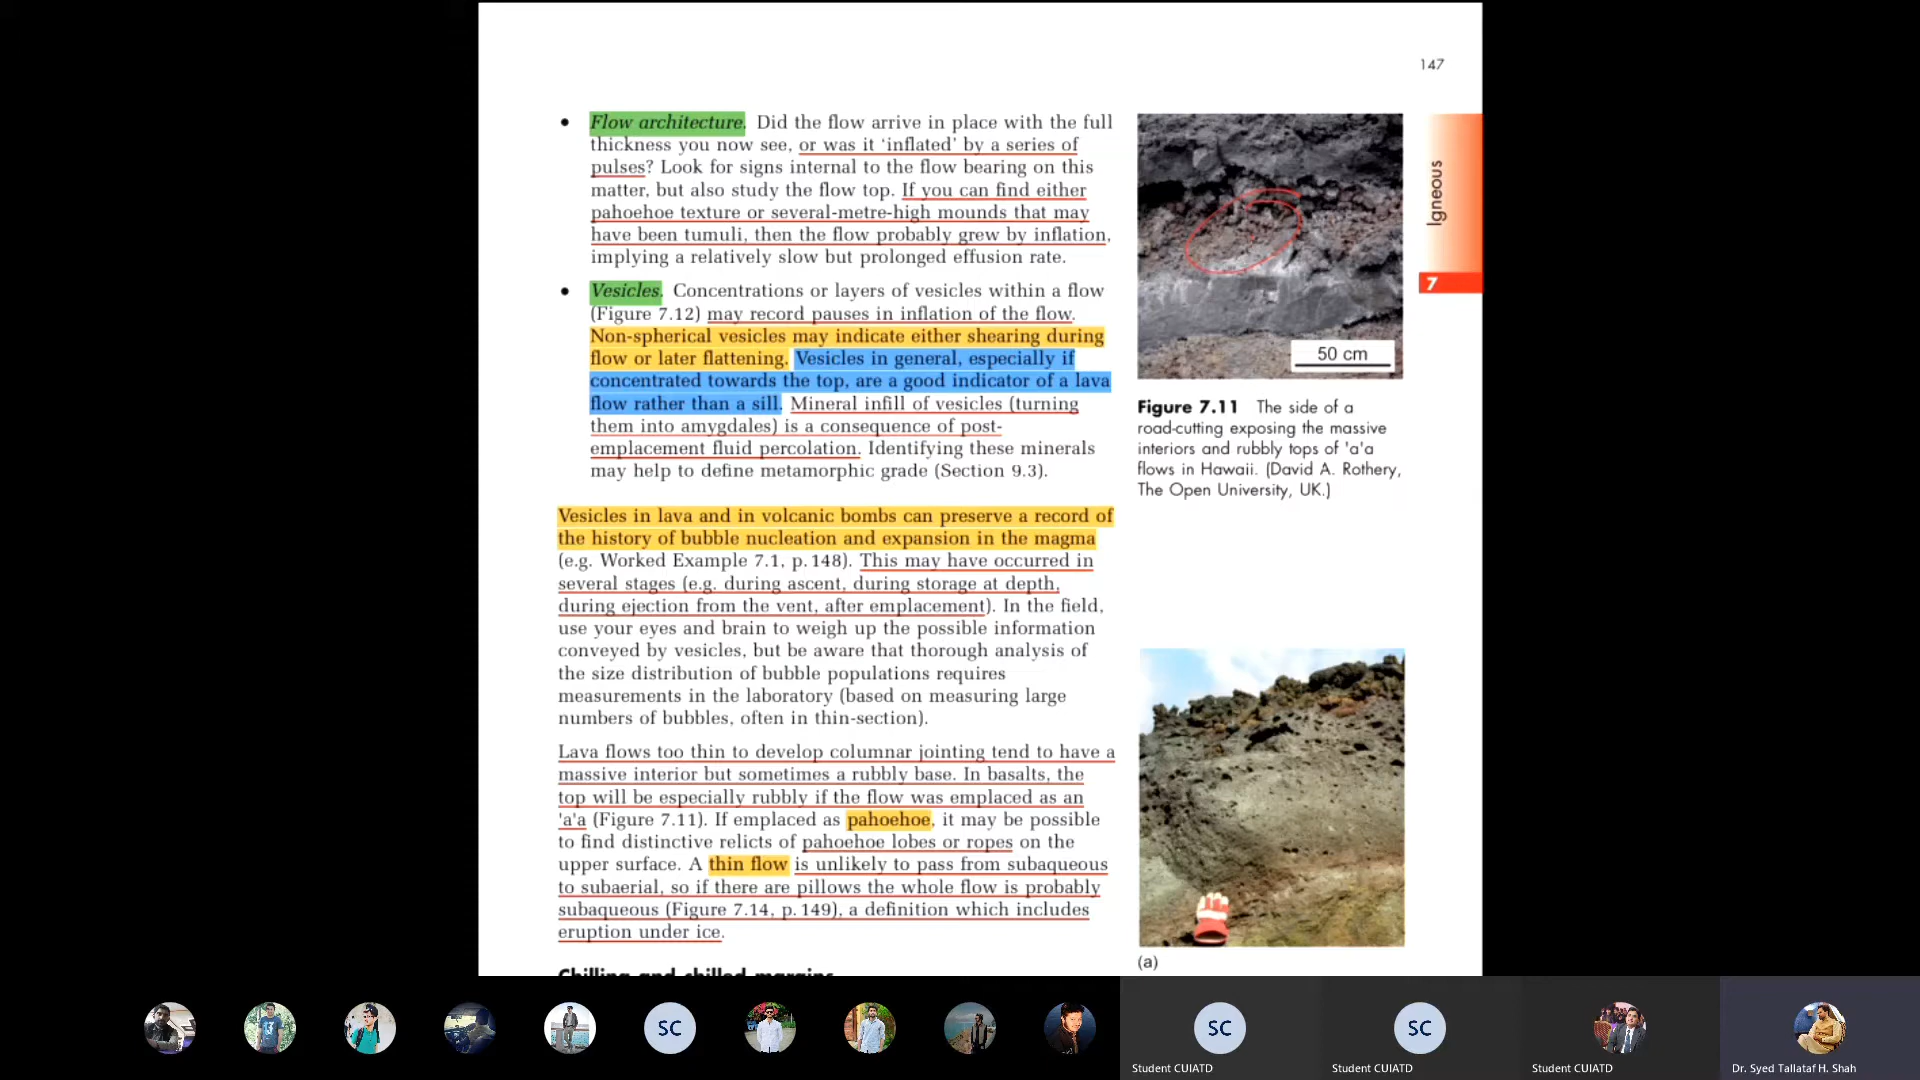 147
• Flow architecture. Did the flow arrive in place with the full
thickness you now see, or was it ‘inflated’ by a series of
pulses? Look for signs internal to the flow bearing on this
matter, but also study the flow top. If you can find either
pahoehoe texture or several-metre-high mounds that may
have been tumuli, then the flow probably grew by inflation,
implying a relatively slow but prolonged effusion rate.
• Vesicles. Concentrations or layers of vesicles within a flow
(Figure 7.12) may record pauses in inflation of the flow.
Non-spherical vesicles may indicate either shearing during
flow or later flattening. Vesicles in general, especially if
concentrated towards the top, are a good indicator of a lava
flow rather than a sill. Mineral infill of vesicles (turning
them into amygdales) is a consequence of post-
emplacement fluid percolation. Identifying these minerals
may help to define metamorphic grade (Section 9.3).
Vesicles in lava and in volcanic bombs can preserve a record of
the history of bubble nucleation and expansion in the magma
(e.g. Worked Example 7.1, p. 148). This may have occurred in
several stages (e.g. during ascent, during storage at depth,
during ejection from the vent, after emplacement). In the field,
use your eyes and brain to weigh up the possible information
conveyed by vesicles, but be aware that thorough analysis of
the size distribution of bubble populations requires
measurements in the laboratory (based on measuring large
numbers of bubbles, often in thin-section).
Lava flows too thin to develop columnar jointing tend to have a
massive interior but sometimes a rubbly base. In basalts, the
top will be especially rubbly if the flow was emplaced as an
'a'a (Figure 7.11). If emplaced as pahoehoe, it may be possible
to find distinctive relicts of pahoehoe lobes or ropes on the
upper surface. A thin flow is unlikely to pass from subaqueous
to subaerial, so if there are pillows the whole flow is probably
subaqueous (Figure 7.14, p. 149), a definition which includes
eruption under ice.
Chilling and chilled margins
50 cm
Figure 7.11 The side of a
road-cutting exposing the massive
interiors and rubbly tops of 'a'a
flows in Hawaii. (David A. Rothery,
The Open University, UK.)
(a)
Igneous
7
SC
SC
SC
Student CUIATD
Student CUIATD
Student CUIATD
Dr. Syed Tallataf H. Shah